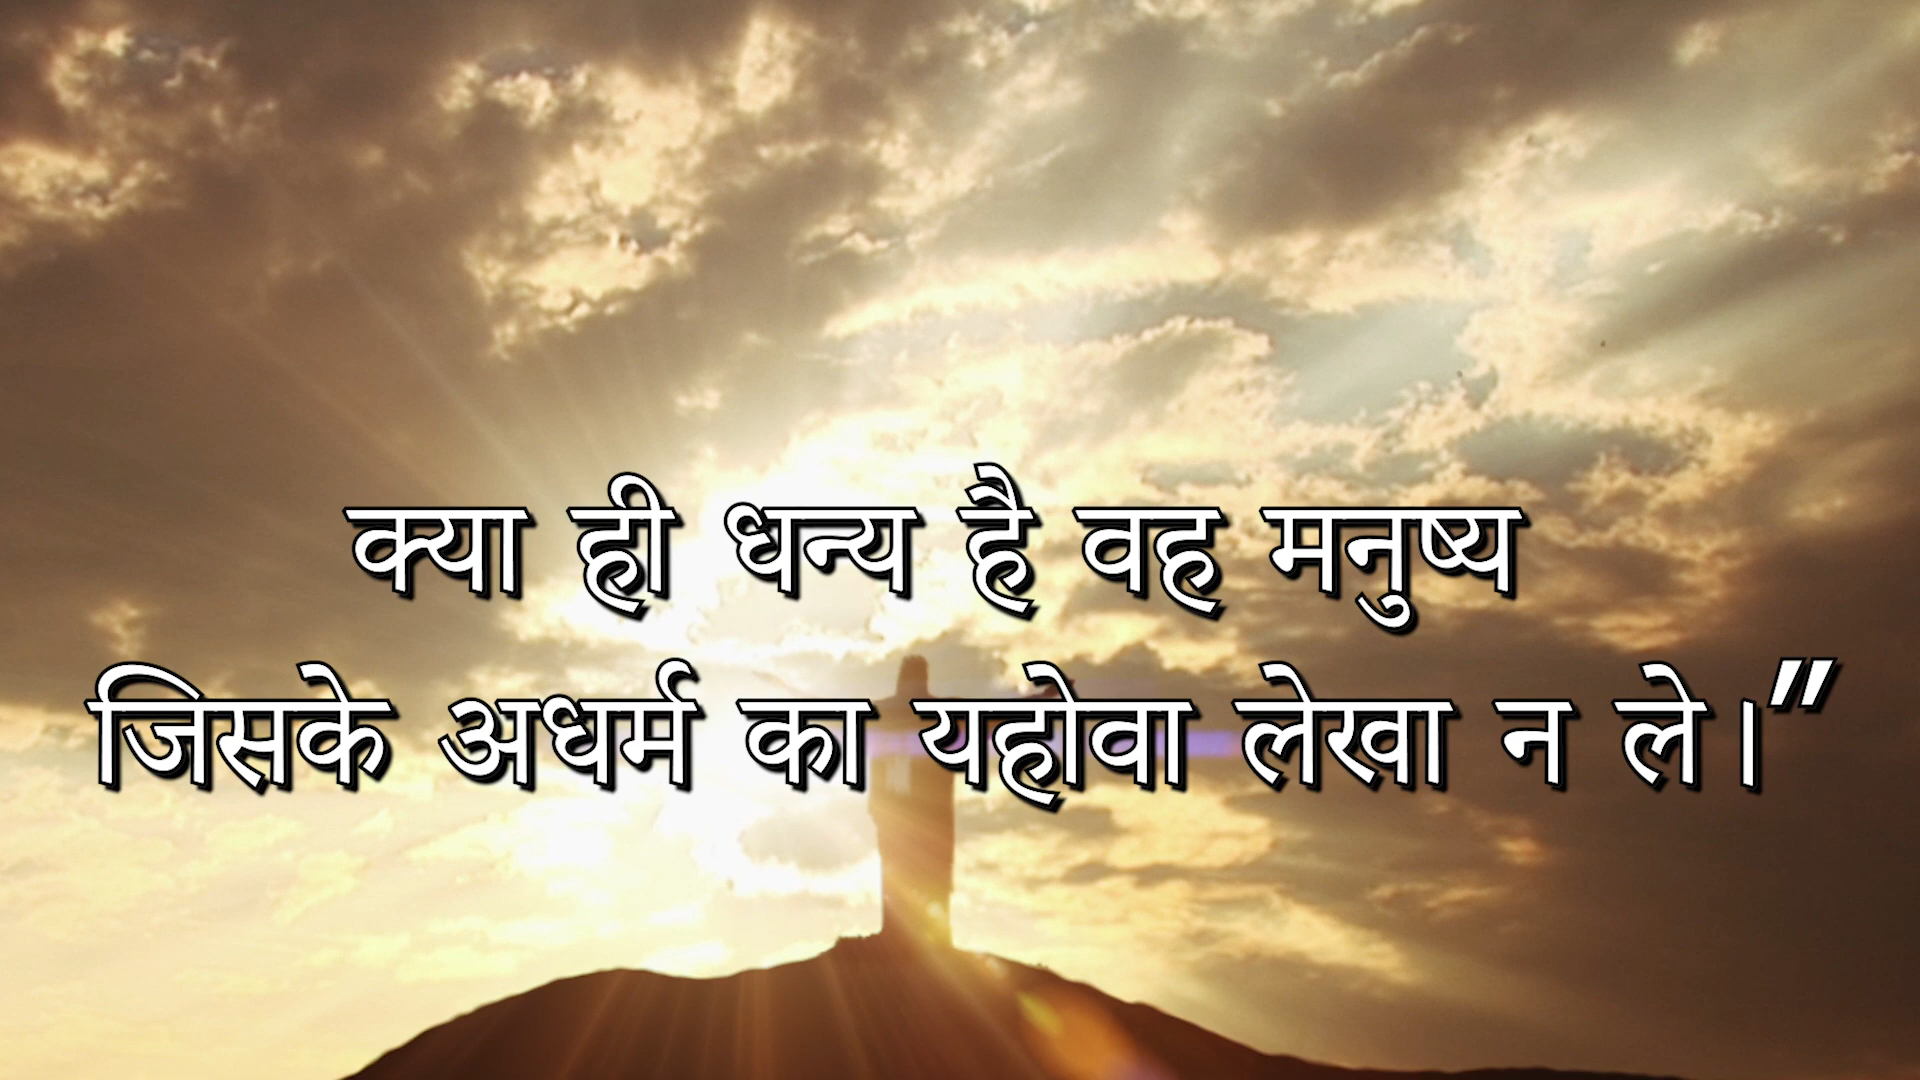 क्या ही धन्य है वह मनुष्य
जिसके अधर्म का यहोवा लेखा न ले।”